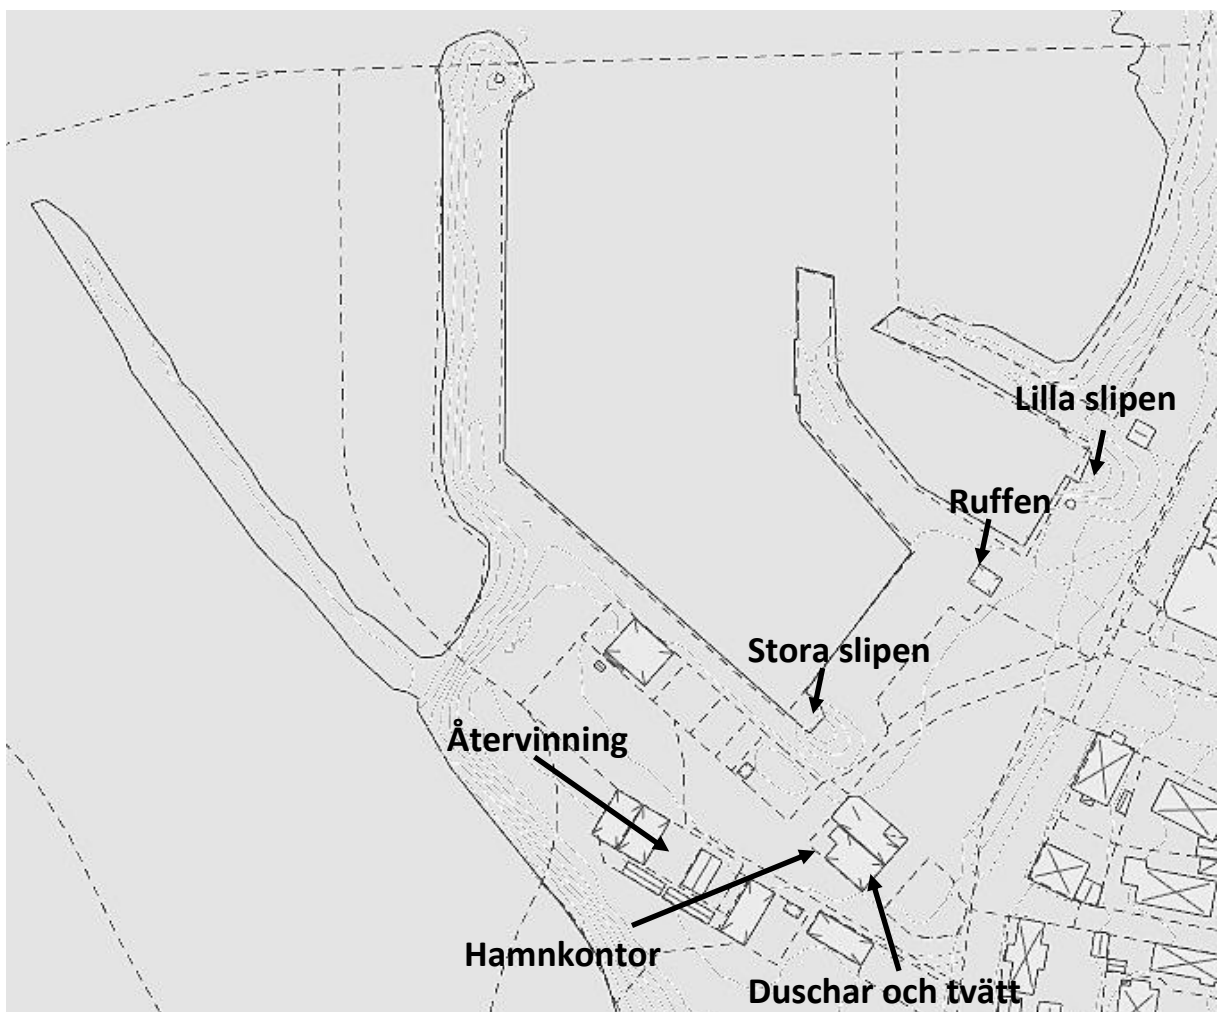 Lilla slipen
Ruffen
Stora slipen
Återvinning
Hamnkontor
Duschar och tvätt